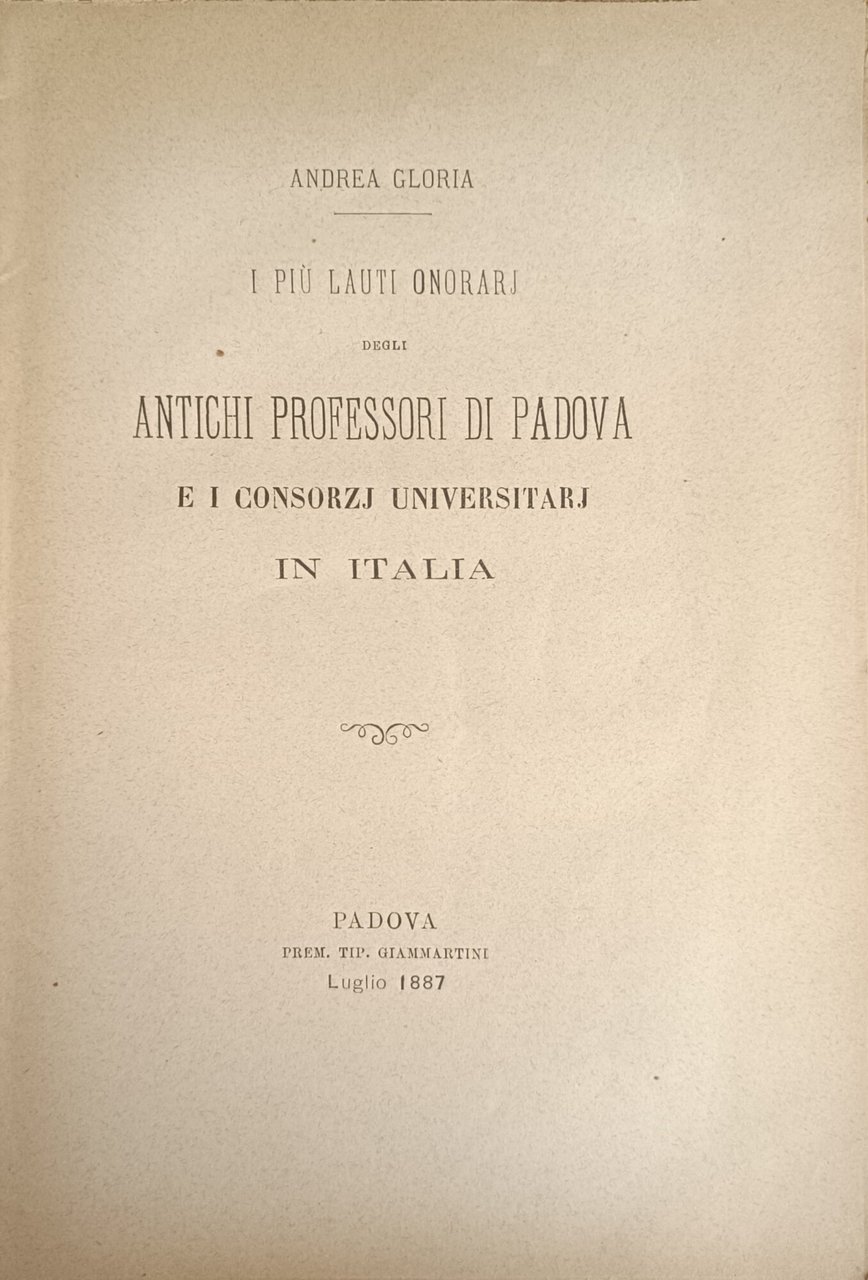 ANDREA GLORIA
I PIÙ LAUTI ONORARJ
DEGLI
ANTICHI PROFESSORI DI PADOVA
E I CONSORZJ UNIVERSITARJ
IN ITALIA
PADOVA
PREM. TIP. GIAMMARTINI
Luglio 1887